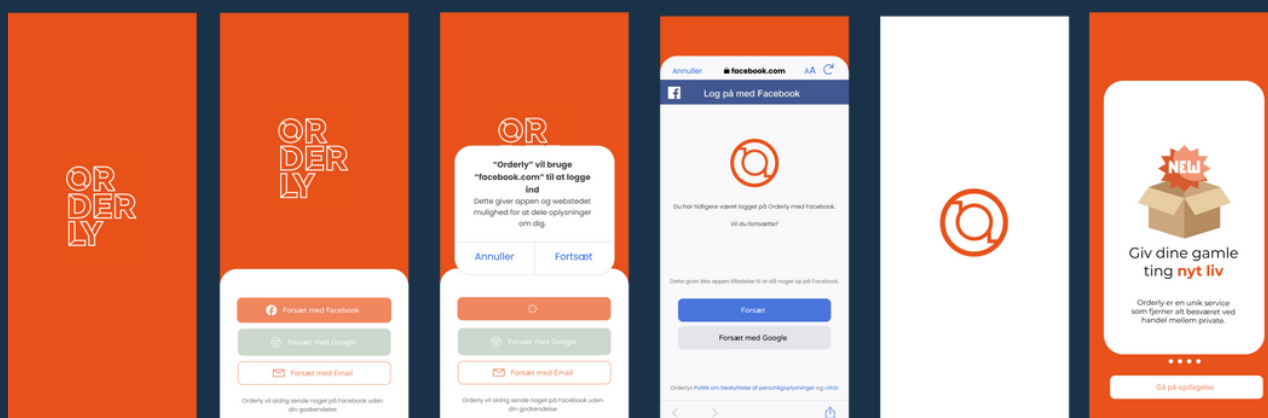 OR
DER
LY
OR
DER
LY
Forsæt med Facebook
Forsæt med Google
Forsæt med Email
Orderly vil aldrig sende noget på Facebook uden
din godkendelse
OR
"Orderly" vil bruge
"facebook.com" til at logge
ind
Dette giver appen og webstedet
mulighed for at dele oplysninger
om dig.
Annuller
Fortsæt
Forsæt med Google
Forsæt med Email
Orderly vil aldrig sende noget på Facebook uden
din godkendelse
Annuller
facebook.com
AA
Log på med Facebook
Du har tidligere været logget på Orderly med Facebook.
Vil du fortsætte?
Dette giver ikke appen tilladelse til at slå noget op på Facebook.
Forsæt
Forsæt med Google
Orderlys Politik om beskyttelse af personligoplysninger og vilkår
NEW
Giv dine gamle
ting nyt liv
Orderly er en unik service
som fjerner alt besværet ved
handel mellem private.
Gå på opdagelse